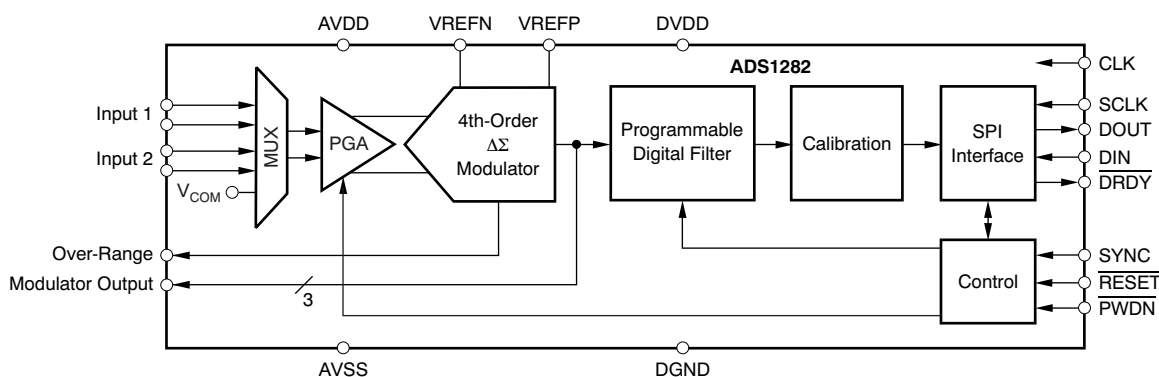 AVDD
VREFN
VREFP
DVDD
ADS1282
CLK
Input 1
Input 2
V_COM
MUX
PGA
4th-Order
ΔΣ
Modulator
Programmable
Digital Filter
Calibration
SPI
Interface
SCLK
DOUT
DIN
DRDY
Over-Range
Modulator Output
3
Control
SYNC
RESET
PWDN
AVSS
DGND